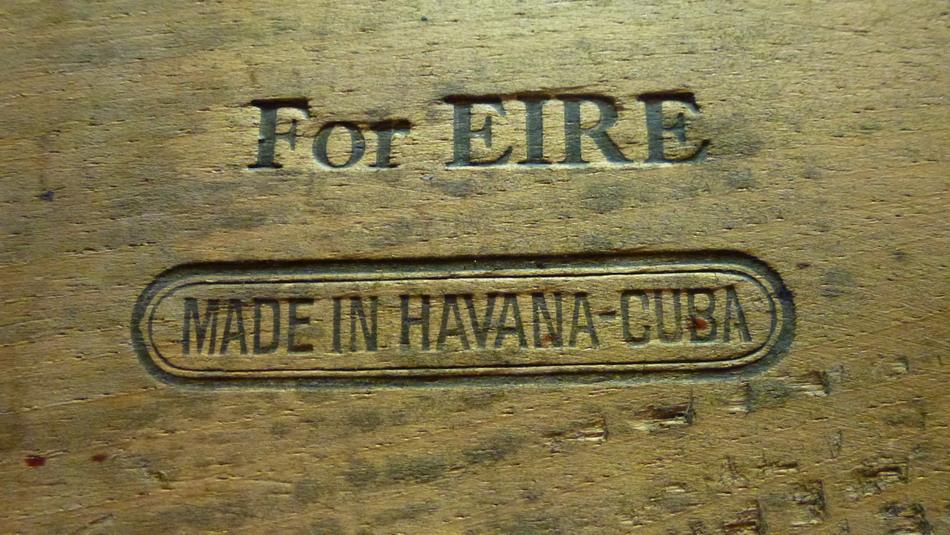 For EIRE
MADE IN HAVANA-CUBA